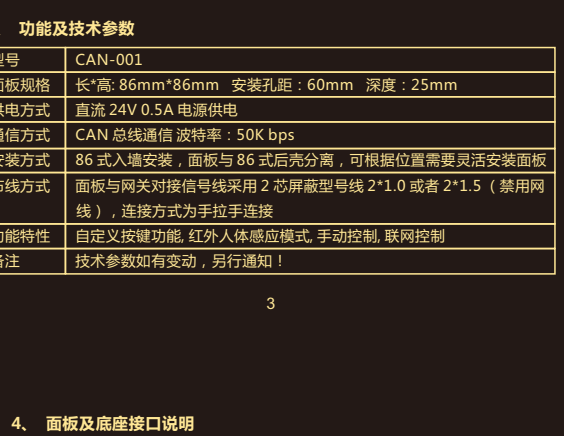 功能及技术参数
型号 CAN-001
面板规格 长*高: 86mm*86mm 安装孔距：60mm 深度：25mm
供电方式 直流 24V 0.5A 电源供电
通信方式 CAN 总线通信 波特率：50K bps
安装方式 86 式入墙安装，面板与 86 式后壳分离，可根据位置需要灵活安装面板
布线方式 面板与网关对接信号线采用 2 芯屏蔽型号线 2*1.0 或者 2*1.5（禁用网
线），连接方式为手拉手连接
功能特性 自定义按键功能, 红外人体感应模式, 手动控制, 联网控制
备注 技术参数如有变动，另行通知！
3
4、 面板及底座接口说明